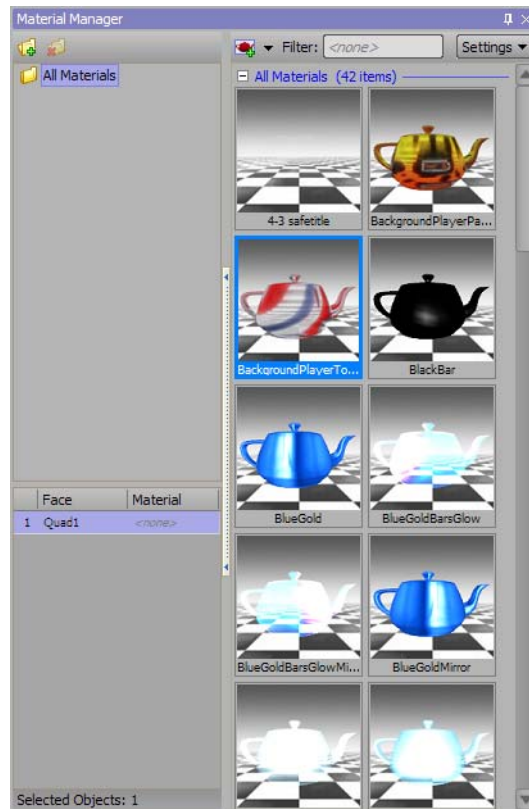 Material Manager
Filter: <none> Settings
All Materials
All Materials (42 items)
4-3 safetitle
BackgroundPlayerPa...
BackgroundPlayerTo...
BlackBar
BlueGold
BlueGoldBarsGlow
BlueGoldBarsGlowMi...
BlueGoldMirror
Face Material
1 Quad1 <none>
Selected Objects: 1